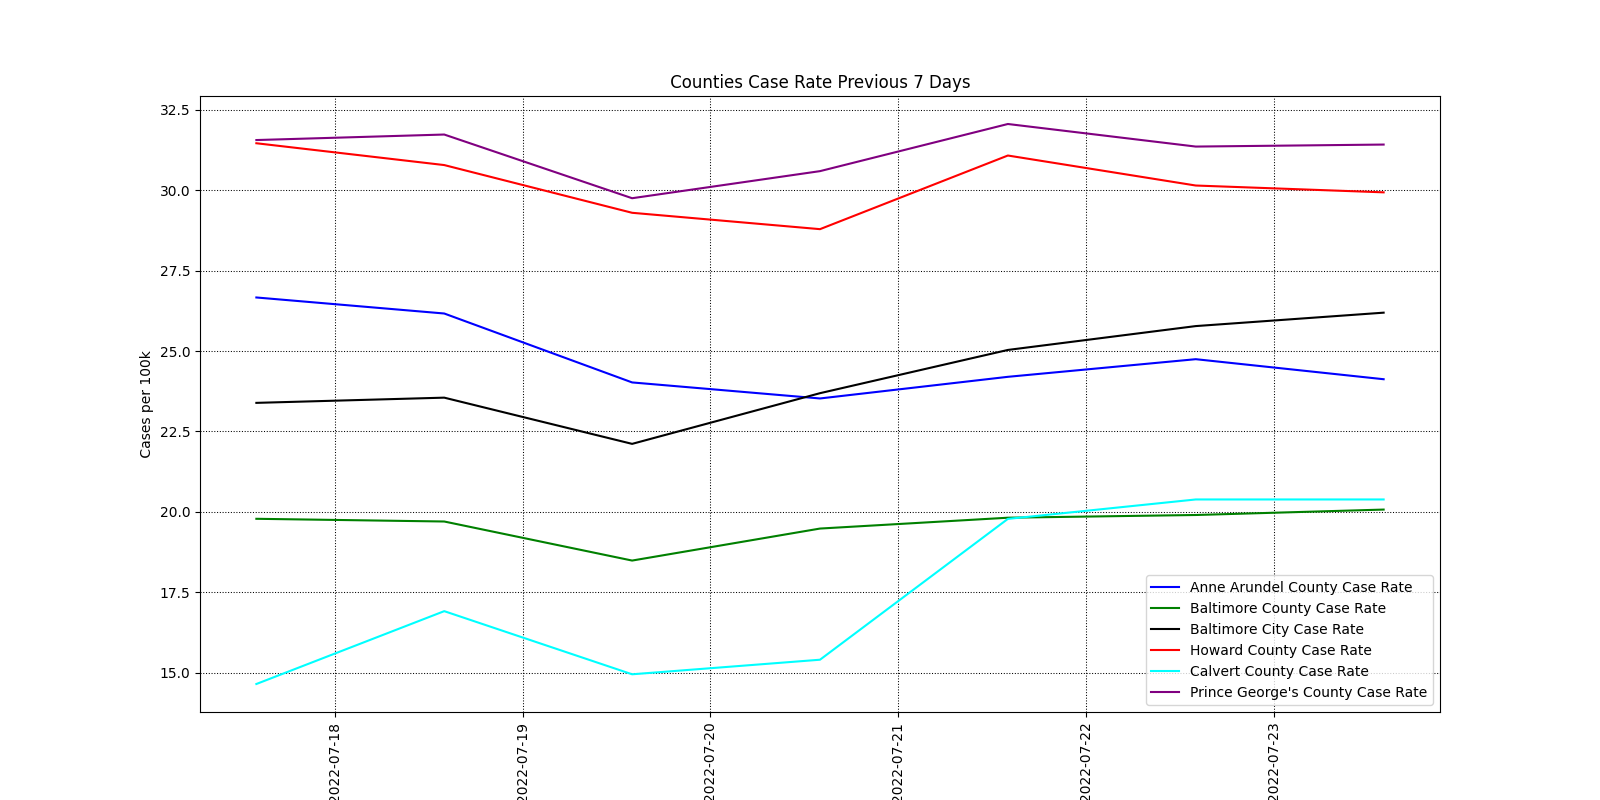 Counties Case Rate Previous 7 Days
Cases per 100k
32.5
30.0
27.5
25.0
22.5
20.0
17.5
15.0
Anne Arundel County Case Rate
Baltimore County Case Rate
Baltimore City Case Rate
Howard County Case Rate
Calvert County Case Rate
Prince George's County Case Rate
2022-07-18
2022-07-19
2022-07-20
2022-07-21
2022-07-22
2022-07-23